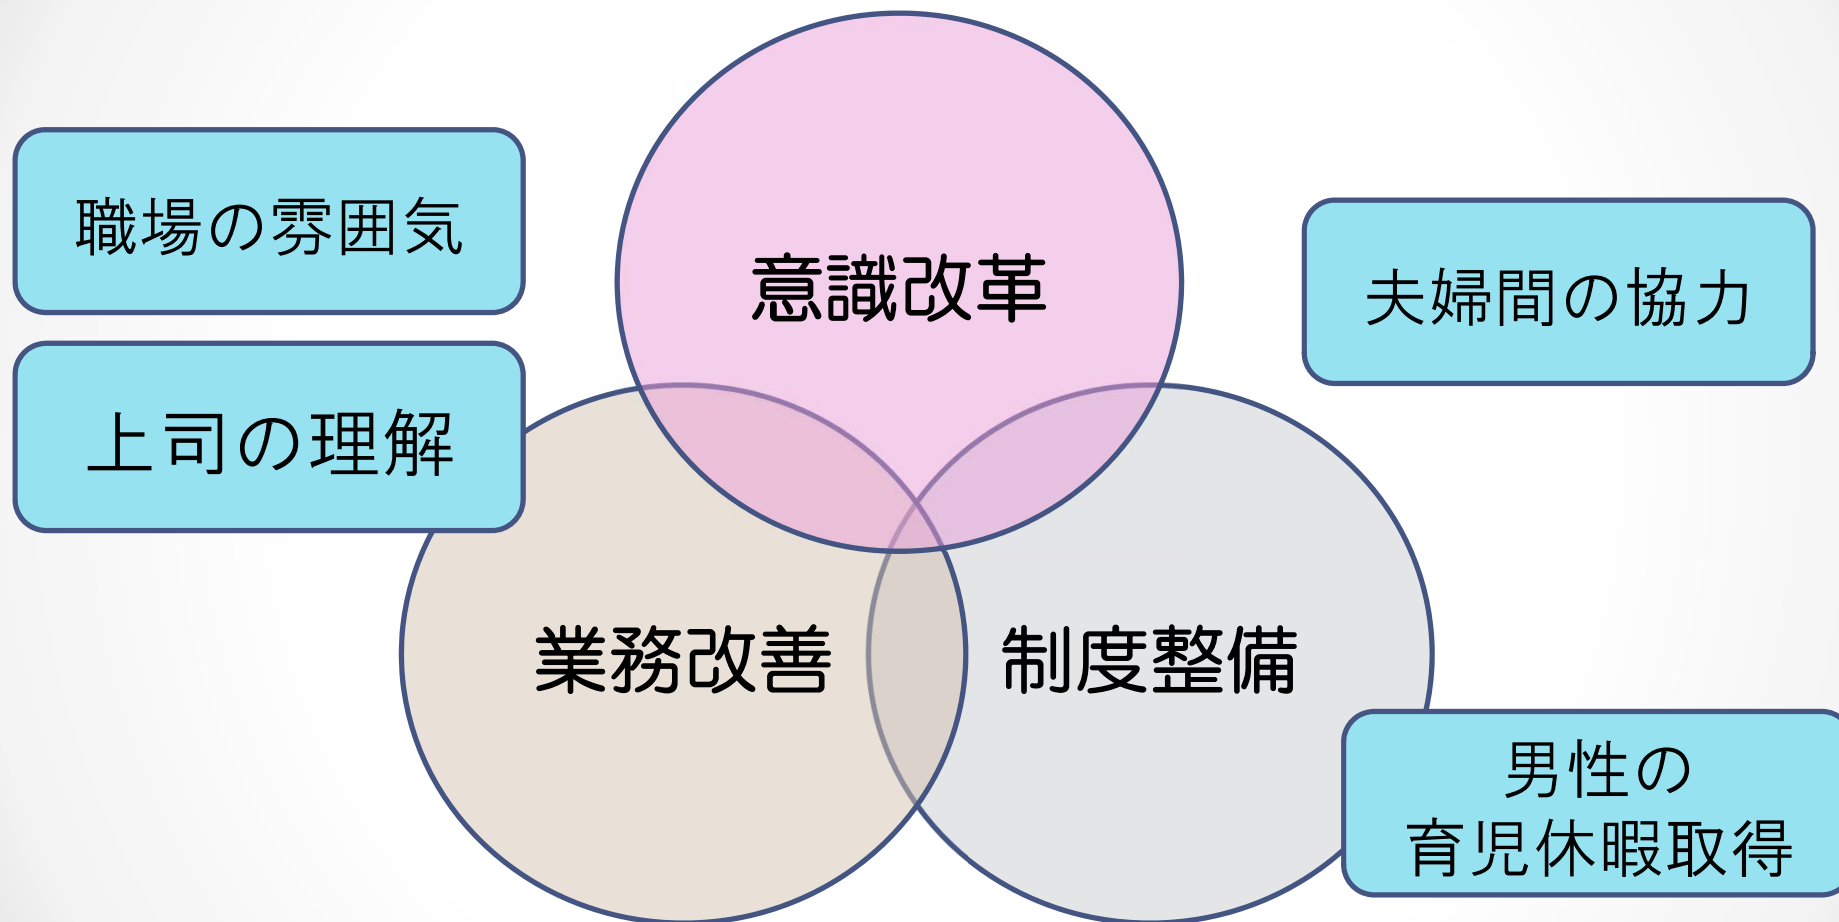 職場の雰囲気
意識改革
夫婦間の協力
上司の理解
業務改善
制度整備
男性の
育児休暇取得